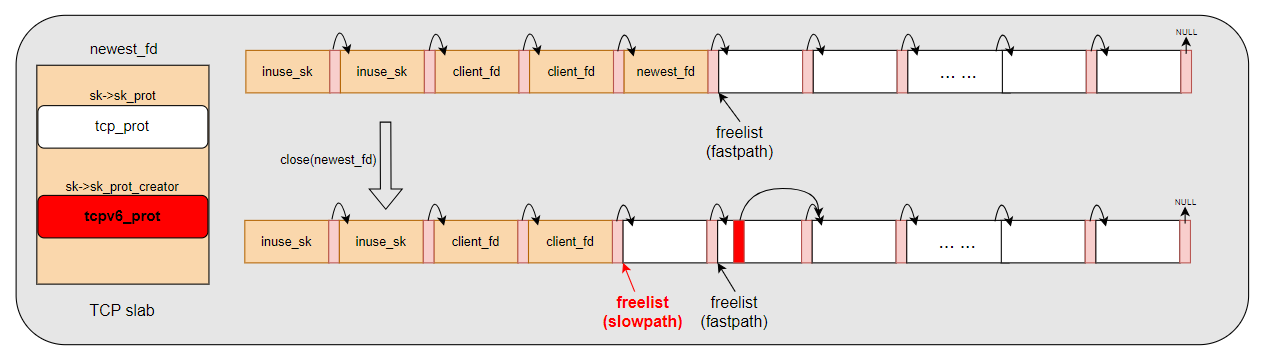 newest_fd
sk->sk_prot
tcp_prot
sk->sk_prot_creator
tcpv6_prot
TCP slab
inuse_sk inuse_sk client_fd client_fd newest_fd ... ... NULL
freelist
(fastpath)
close(newest_fd)
inuse_sk inuse_sk client_fd client_fd ... ... NULL
freelist
(slowpath)
freelist
(fastpath)